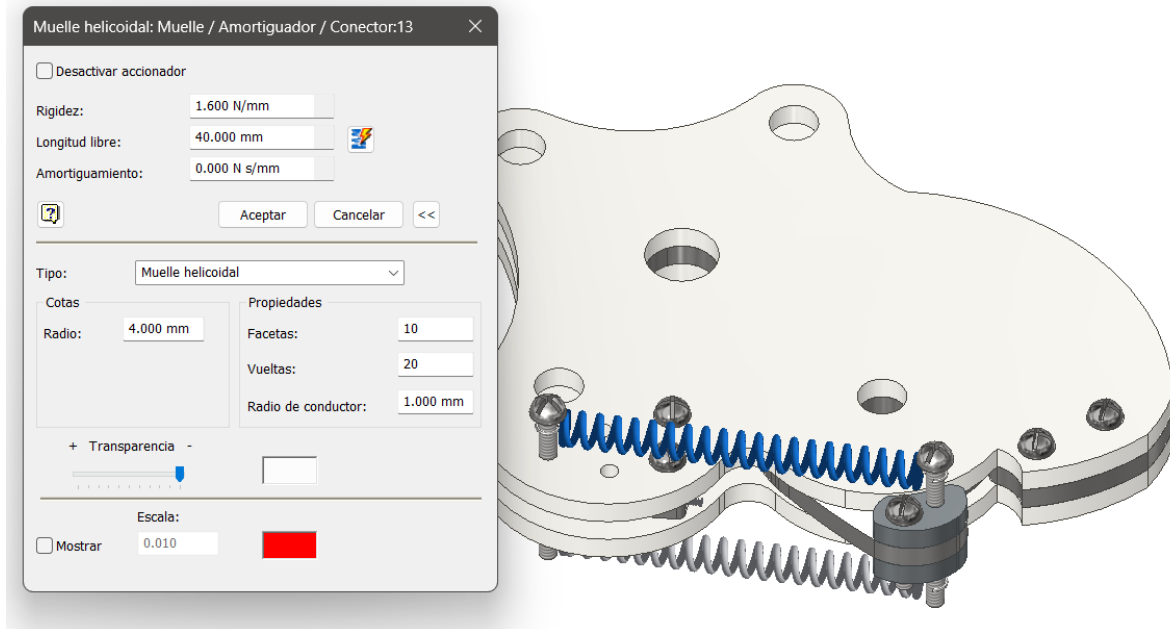 Muelle helicoidal: Muelle / Amortiguador / Conector:13
Desactivar accionador
Rigidez: 1.600 N/mm
Longitud libre: 40.000 mm
Amortiguamiento: 0.000 N s/mm
Aceptar Cancelar <<
Tipo: Muelle helicoidal
Cotas
Radio: 4.000 mm
Propiedades
Facetas: 10
Vueltas: 20
Radio de conductor: 1.000 mm
+ Transparencia -
Escala:
Mostrar 0.010